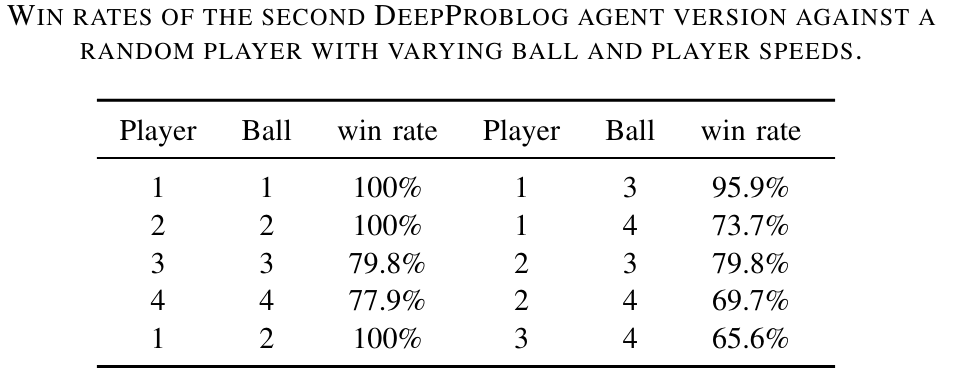 WIN RATES OF THE SECOND DEEPPROBLOG AGENT VERSION AGAINST A
RANDOM PLAYER WITH VARYING BALL AND PLAYER SPEEDS.
Player Ball win rate Player Ball win rate
1 1 100% 1 3 95.9%
2 2 100% 1 4 73.7%
3 3 79.8% 2 3 79.8%
4 4 77.9% 2 4 69.7%
1 2 100% 3 4 65.6%